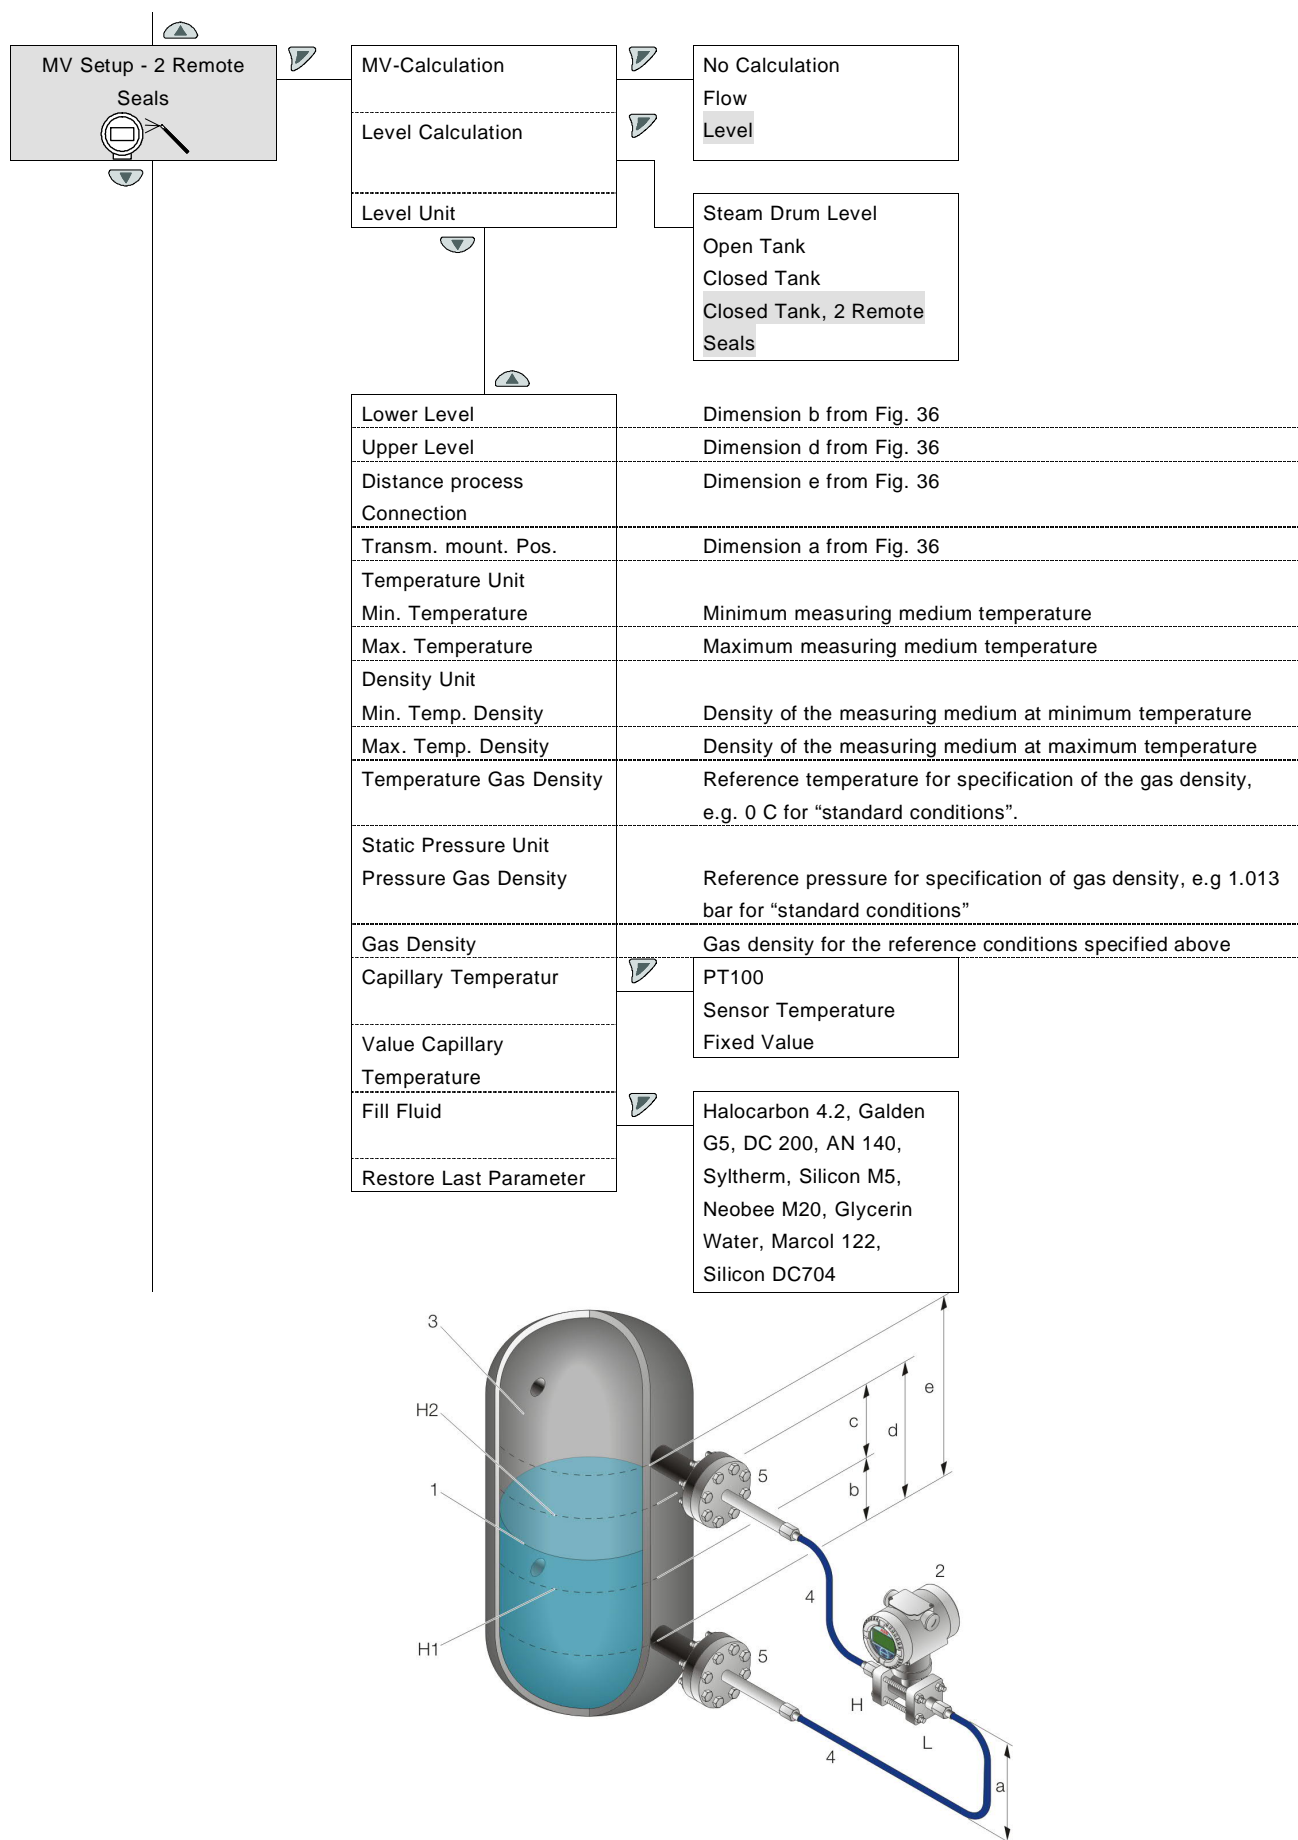 MV Setup - 2 Remote
Seals
MV-Calculation
Level Calculation
Level Unit
No Calculation
Flow
Level
Steam Drum Level
Open Tank
Closed Tank
Closed Tank, 2 Remote
Seals
Lower Level
Dimension b from Fig. 36
Upper Level
Dimension d from Fig. 36
Distance process
Connection
Dimension e from Fig. 36
Transm. mount. Pos.
Dimension a from Fig. 36
Temperature Unit
Min. Temperature
Minimum measuring medium temperature
Max. Temperature
Maximum measuring medium temperature
Density Unit
Min. Temp. Density
Density of the measuring medium at minimum temperature
Max. Temp. Density
Density of the measuring medium at maximum temperature
Temperature Gas Density
Reference temperature for specification of the gas density,
e.g. 0 C for “standard conditions”.
Static Pressure Unit
Pressure Gas Density
Reference pressure for specification of gas density, e.g 1.013
bar for “standard conditions”
Gas Density
Gas density for the reference conditions specified above
Capillary Temperatur
PT100
Sensor Temperature
Fixed Value
Value Capillary
Temperature
Fill Fluid
Halocarbon 4.2, Galden
G5, DC 200, AN 140,
Syltherm, Silicon M5,
Neobee M20, Glycerin
Water, Marcol 122,
Silicon DC704
Restore Last Parameter
3
H2
1
H1
e
c
d
b
5
2
4
5
H
L
4
a